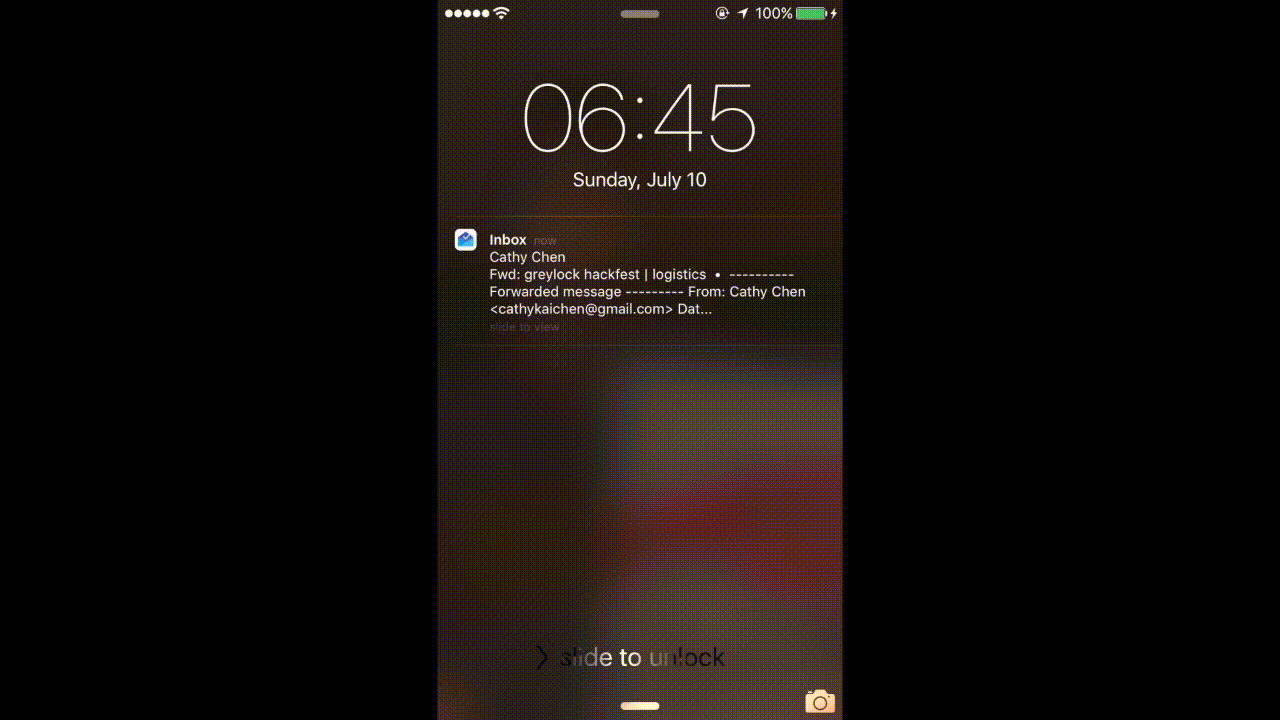 100%
06:45
Sunday, July 10
Inbox now
Cathy Chen
Fwd: greylock hackfest | logistics • ----------
Forwarded message --------- From: Cathy Chen
<cathykaichen@gmail.com> Dat...
slide to view
> slide to unlock